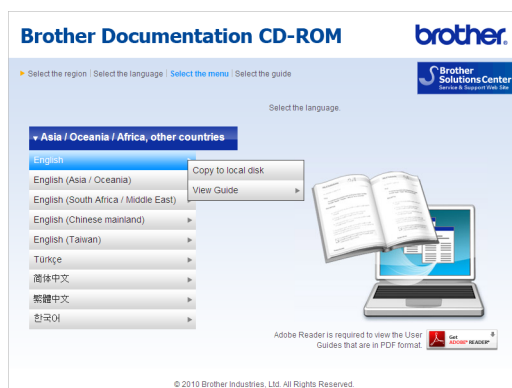 Brother Documentation CD-ROM
brother.
Select the region | Select the language | Select the menu | Select the guide
Brother
Solutions Center
Service & Support Web Site
Select the language.
Asia / Oceania / Africa, other countries
English
Copy to local disk
English (Asia / Oceania)
View Guide
English (South Africa / Middle East)
English (Chinese mainland)
English (Taiwan)
Türkçe
简体中文
繁體中文
한국어
Adobe Reader is required to view the User
Guides that are in PDF format.
Get
ADOBE® READER®
© 2010 Brother Industries, Ltd. All Rights Reserved.